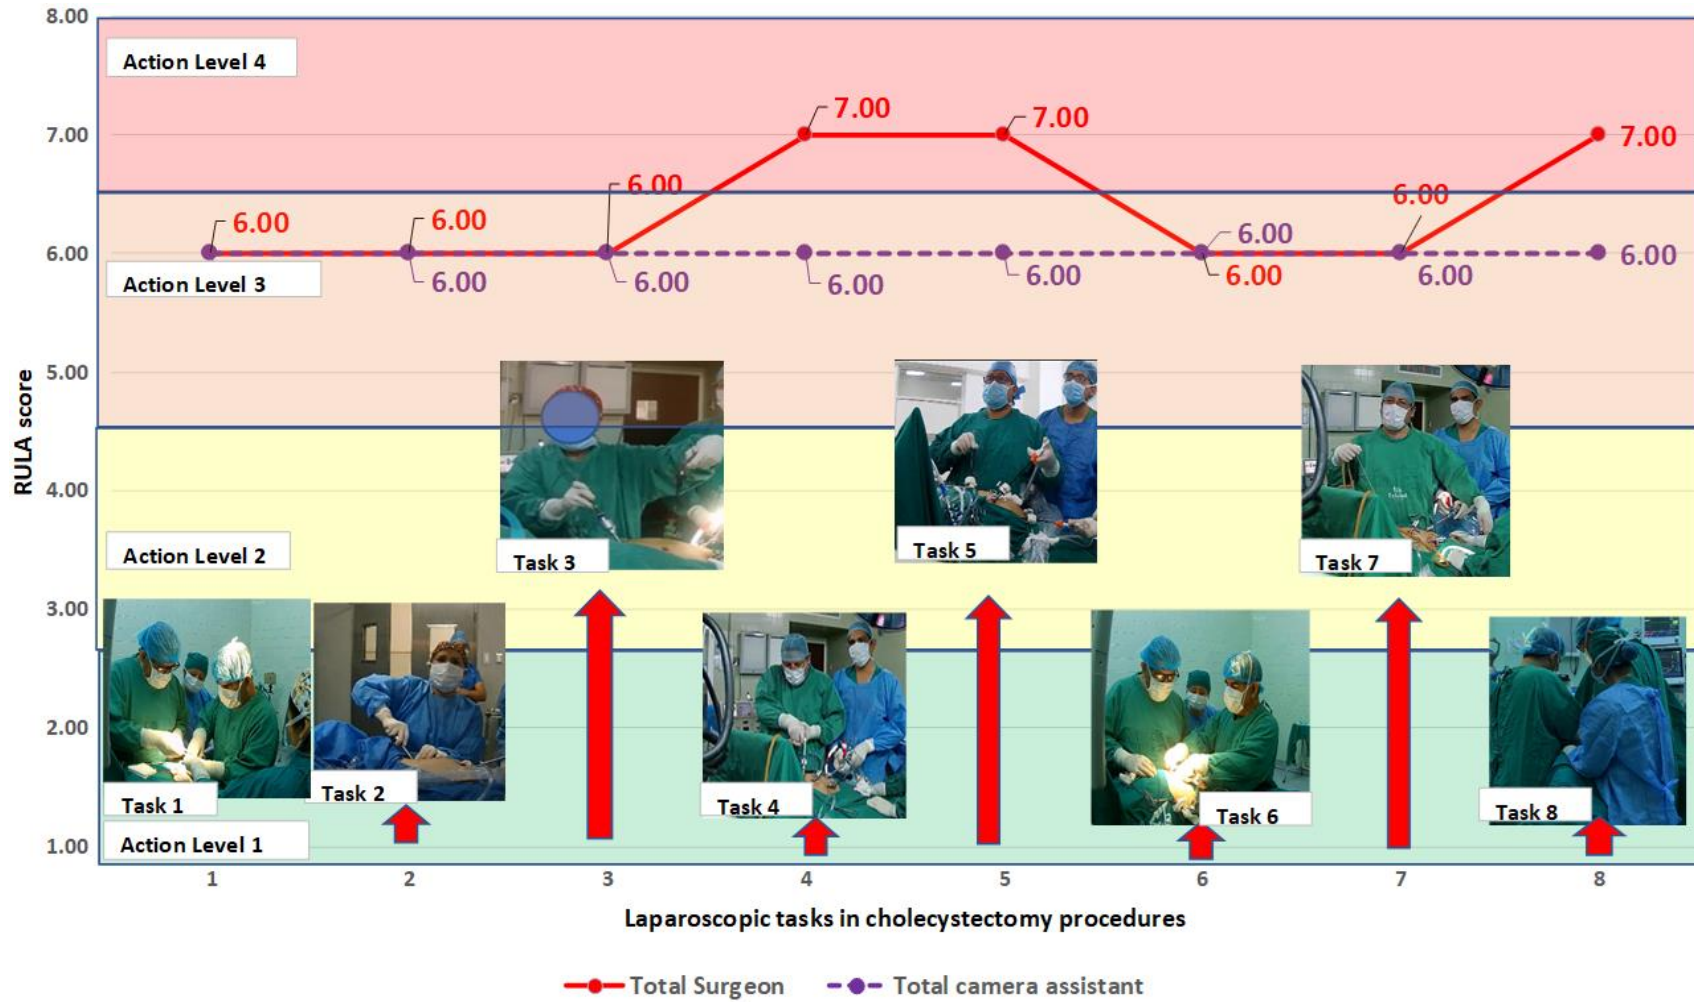 8.00
Action Level 4
7.00
7.00
7.00
7.00
6.00
6.00
6.00
6.00
6.00
6.00
6.00
6.00
6.00
6.00
6.00
6.00
6.00
6.00
Action Level 3
5.00
RULA score
4.00
Action Level 2
Task 3
Task 5
Task 7
3.00
2.00
Task 1
Task 2
Task 4
Task 6
Task 8
1.00
Action Level 1
1
2
3
4
5
6
7
8
Laparoscopic tasks in cholecystectomy procedures
Total Surgeon
Total camera assistant